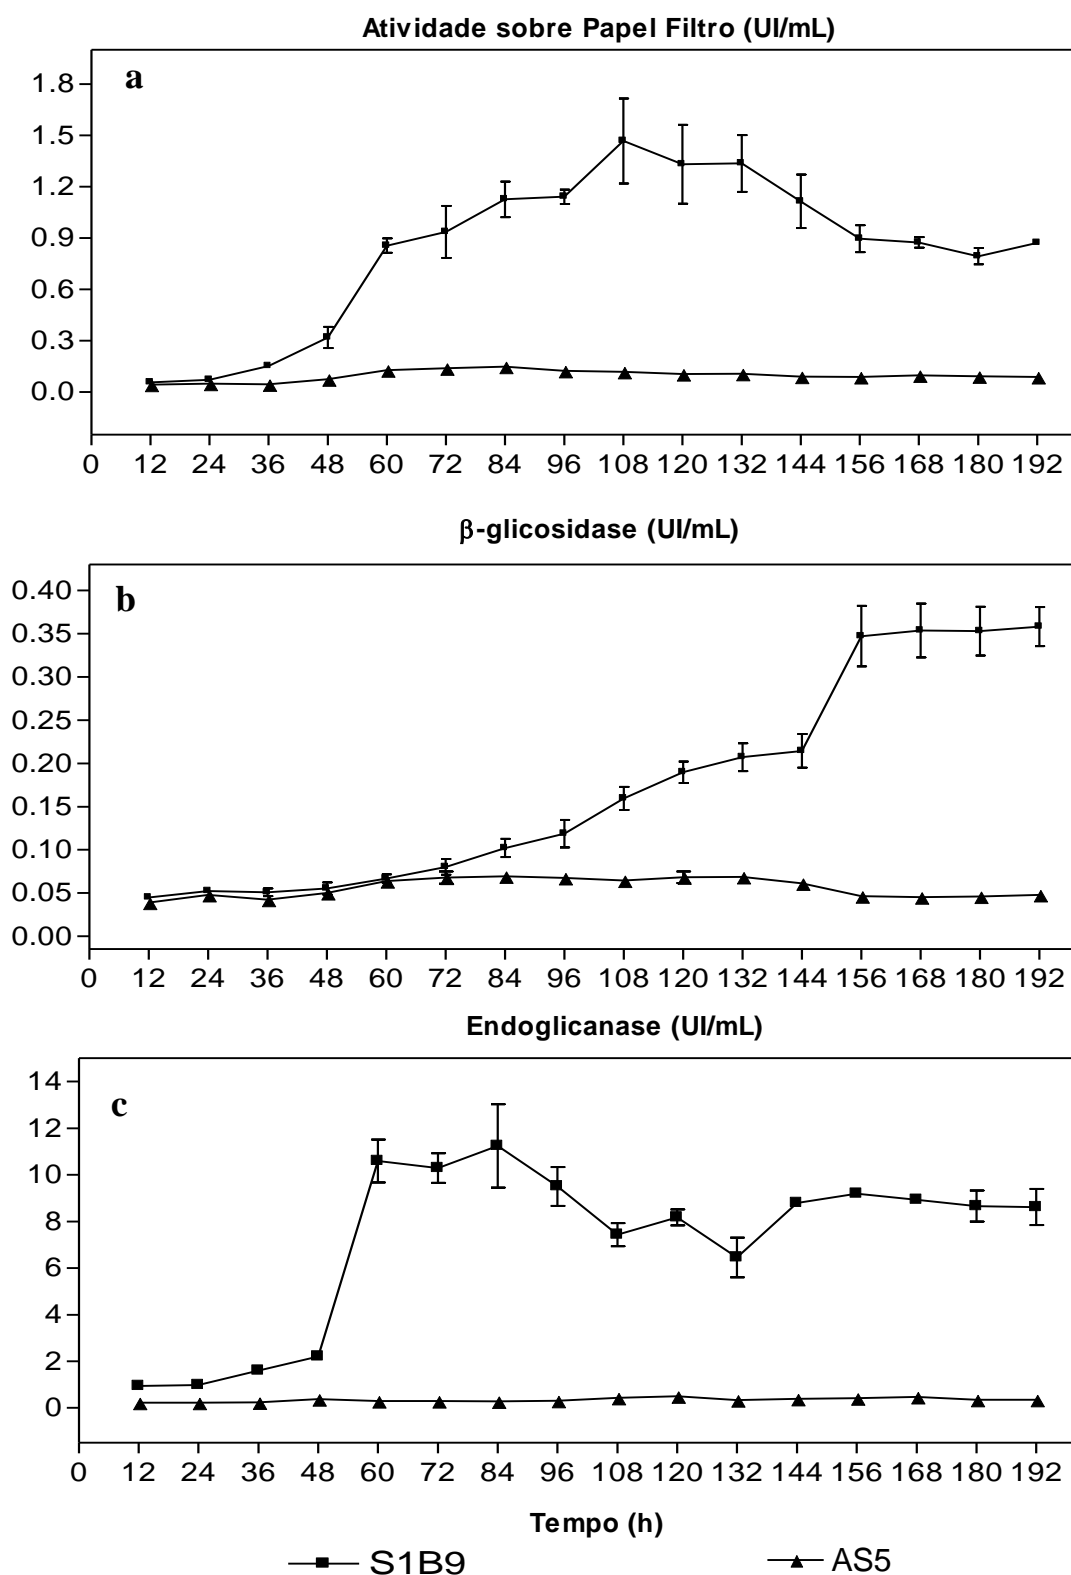 Atividade sobre Papel Filtro (UI/mL)
a
1.8
1.5
1.2
0.9
0.6
0.3
0.0
0 12 24 36 48 60 72 84 96 108 120 132 144 156 168 180 192
β-glicosidase (UI/mL)
b
0.40
0.35
0.30
0.25
0.20
0.15
0.10
0.05
0.00
0 12 24 36 48 60 72 84 96 108 120 132 144 156 168 180 192
Endoglicanase (UI/mL)
c
14
12
10
8
6
4
2
0
0 12 24 36 48 60 72 84 96 108 120 132 144 156 168 180 192
Tempo (h)
S1B9 AS5